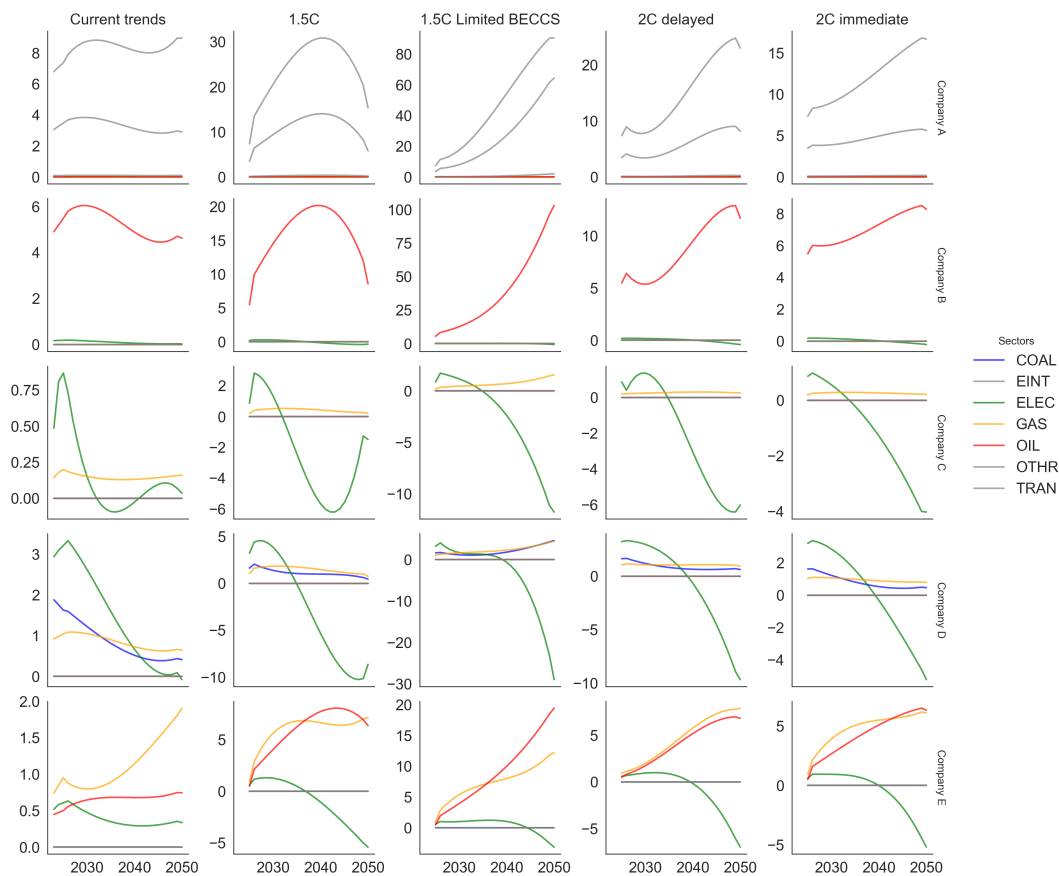 Current trends 1.5C 1.5C Limited BECCS 2C delayed 2C immediate
8 6 4 2 0
30 20 10 0
80 60 40 20 0
20 10 0
15 10 5 0
Company A
6 4 2 0
20 15 10 5 0
100 75 50 25 0
10 5 0
8 6 4 2 0
Company B
0.75 0.50 0.25 0.00
2 0 −2 −4 −6
0 −5 −10
0 −2 −4 −6
0 −2 −4
Company C
3 2 1 0
5 0 −5 −10
0 −10 −20 −30
0 −5 −10
2 0 −2 −4
Company D
2.0 1.5 1.0 0.5 0.0
5 0 −5
20 15 10 5 0
5 0 −5
5 0 −5
Company E
2030 2040 2050 2030 2040 2050 2030 2040 2050 2030 2040 2050 2030 2040 2050
Sectors
COAL
EINT
ELEC
GAS
OIL
OTHR
TRAN